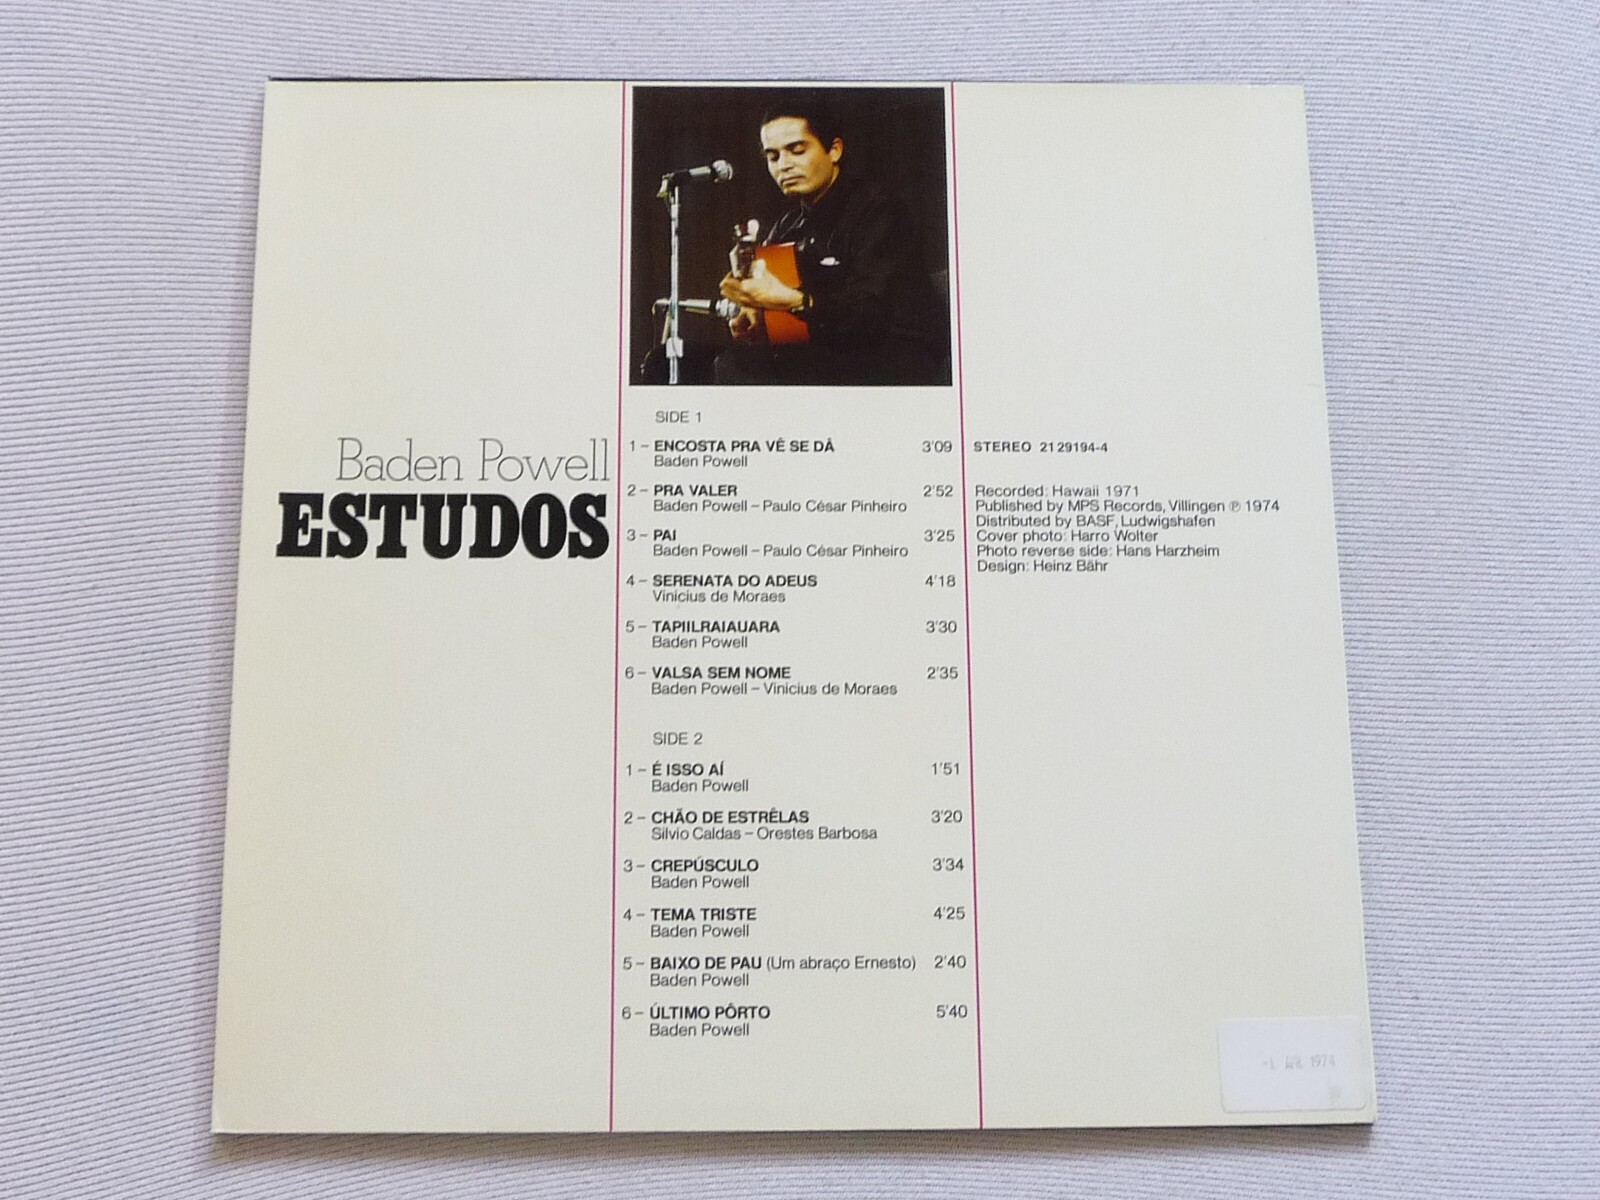 Baden Powell
ESTUDOS
SIDE 1
1 – ENCOSTA PRA VÊ SE DÁ 3'09
Baden Powell
2 – PRA VALER 2'52
Baden Powell – Paulo César Pinheiro
3 – PAI 3'25
Baden Powell – Paulo César Pinheiro
4 – SERENATA DO ADEUS 4'18
Vinicius de Moraes
5 – TAPIILRAIAUARA 3'30
Baden Powell
6 – VALSA SEM NOME 2'35
Baden Powell – Vinicius de Moraes
SIDE 2
1 – É ISSO AÍ 1'51
Baden Powell
2 – CHÃO DE ESTRÊLAS 3'20
Silvio Caldas – Orestes Barbosa
3 – CREPÚSCULO 3'34
Baden Powell
4 – TEMA TRISTE 4'25
Baden Powell
5 – BAIXO DE PAU (Um abraço Ernesto) 2'40
Baden Powell
6 – ÚLTIMO PÔRTO 5'40
Baden Powell
STEREO 21 29194-4
Recorded: Hawaii 1971
Published by MPS Records, Villingen ℗ 1974
Distributed by BASF, Ludwigshafen
Cover photo: Harro Wolter
Photo reverse side: Hans Harzheim
Design: Heinz Bähr
-1 1974